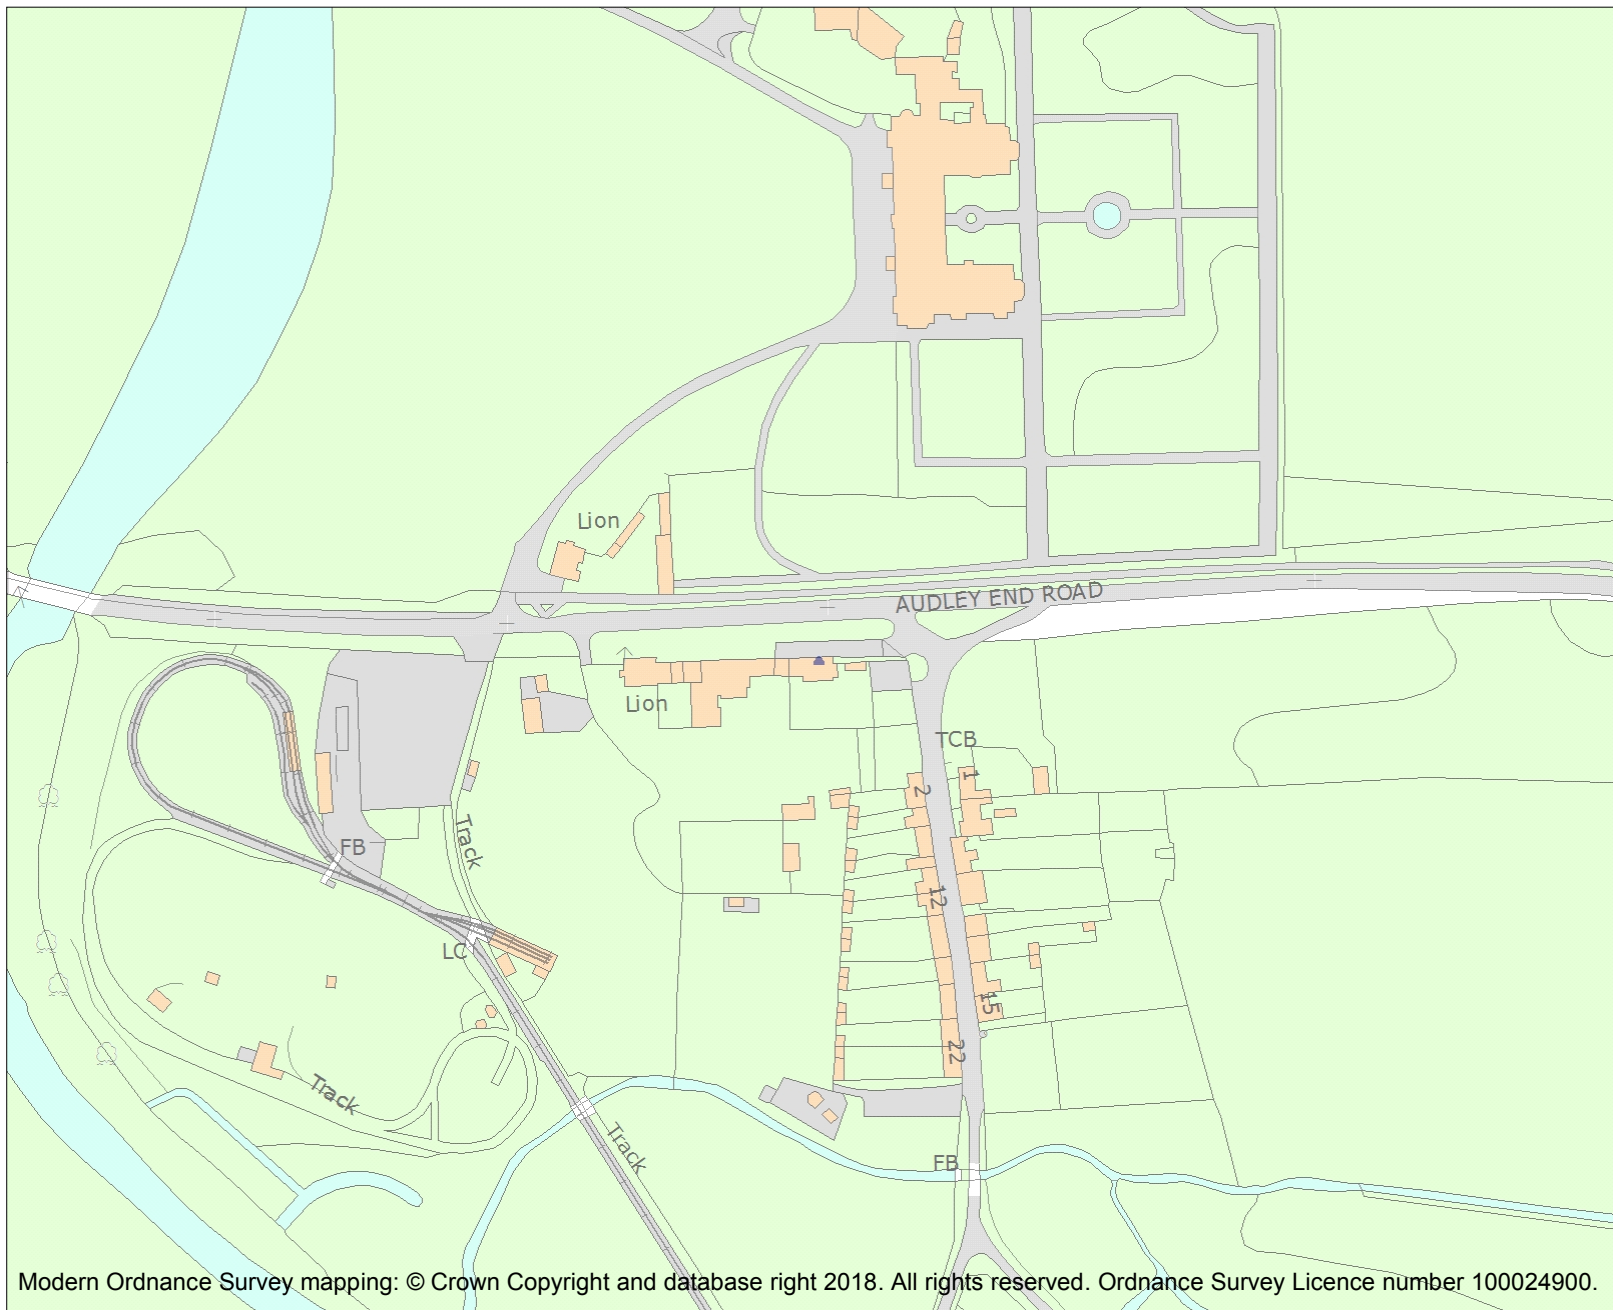 Lion
AUDLEY END ROAD
Lion
TCB
1
2
Track
FB
12
LC
15
22
Track
Track
FB
Modern Ordnance Survey mapping: © Crown Copyright and database right 2018. All rights reserved. Ordnance Survey Licence number 100024900.